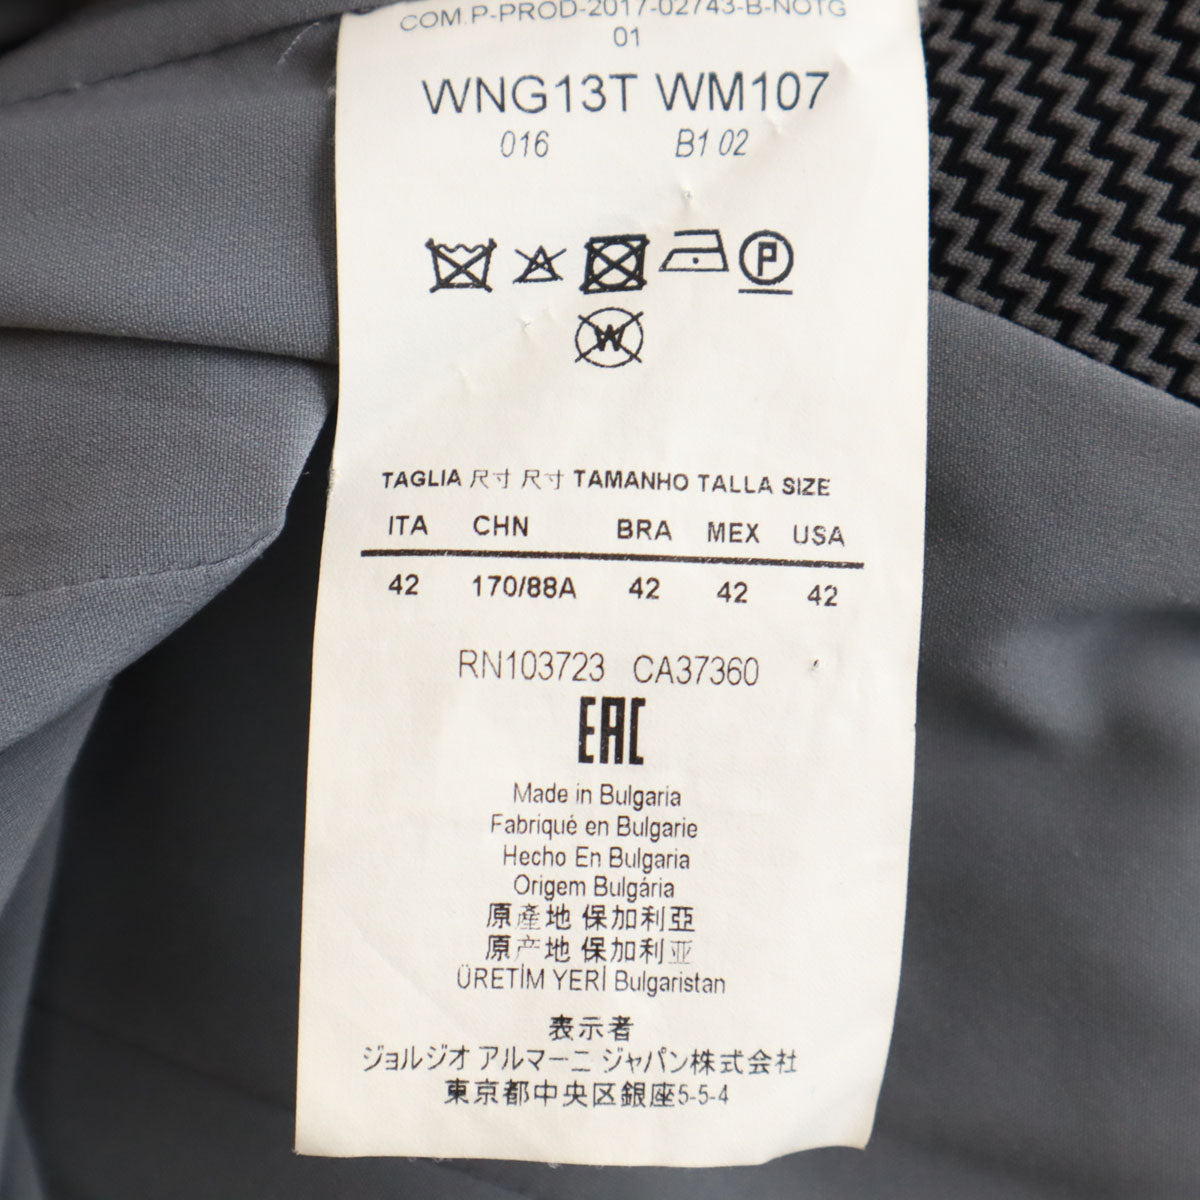 COM.P-PROD-2017-02743-B-NOTG
01
WNG13T WM107
016 B1 02
P
W
TAGLIA 尺寸 尺寸 TAMANHO TALLA SIZE
ITA CHN BRA MEX USA
42 170/88A 42 42 42
RN103723 CA37360
EAC
Made in Bulgaria
Fabriqué en Bulgarie
Hecho En Bulgaria
Origem Bulgária
原產地 保加利亞
原产地 保加利亚
ÜRETİM YERİ Bulgaristan
表示者
ジョルジオ アルマーニ ジャパン株式会社
東京都中央区銀座5-5-4